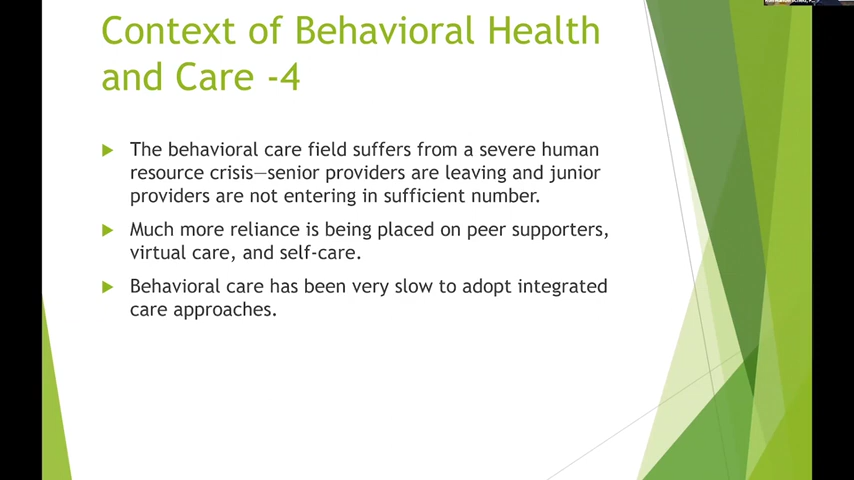 Context of Behavioral Health
and Care -4
The behavioral care field suffers from a severe human
resource crisis—senior providers are leaving and junior
providers are not entering in sufficient number.
Much more reliance is being placed on peer supporters,
virtual care, and self-care.
Behavioral care has been very slow to adopt integrated
care approaches.